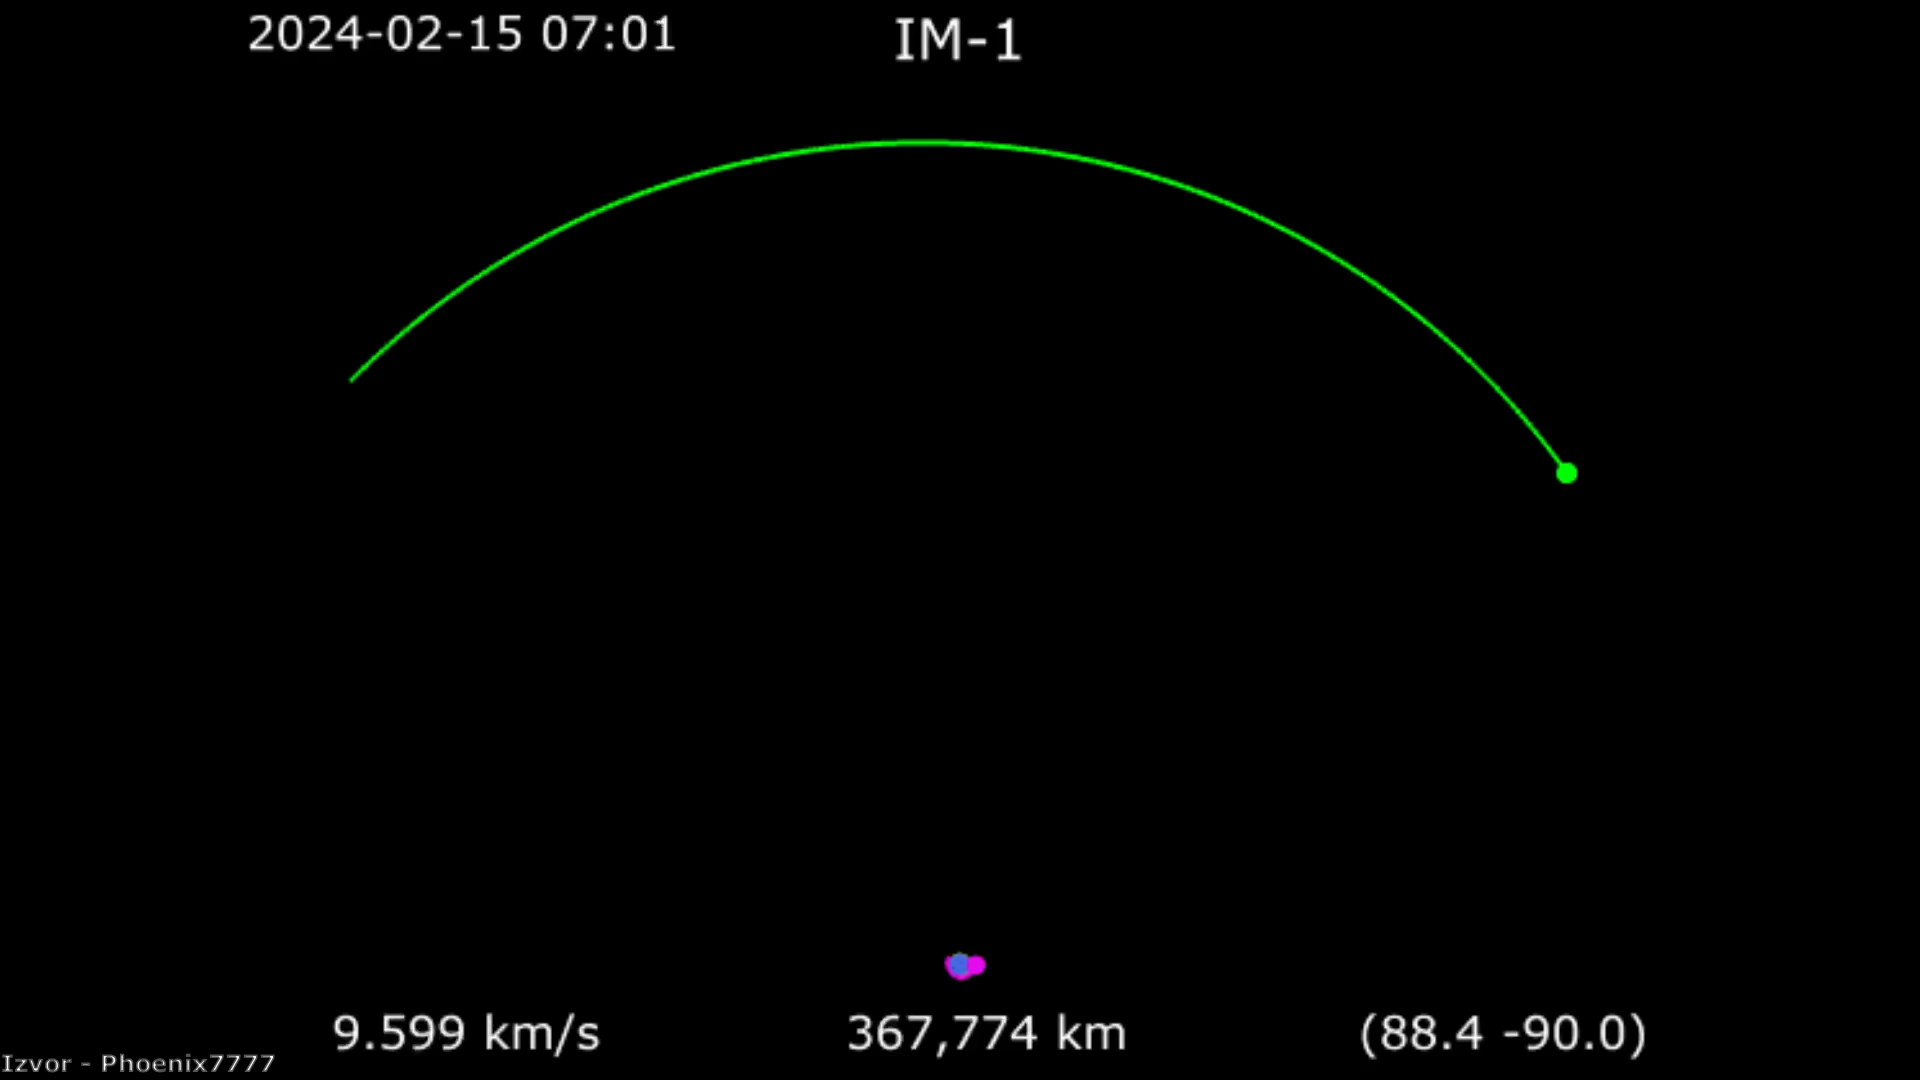 2024-02-15 07:01
IM-1
9.599 km/s
367,774 km
(88.4 -90.0)
Izvor - Phoenix7777